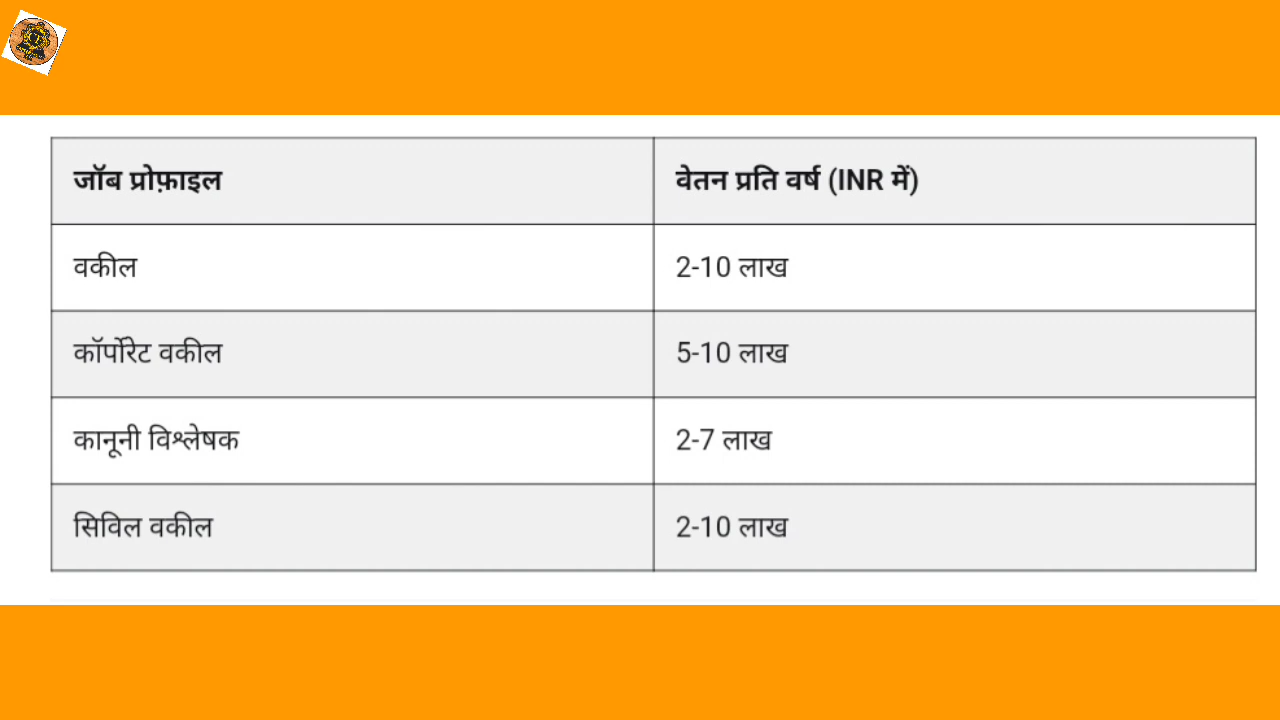 जॉब प्रोफ़ाइल वेतन प्रति वर्ष (INR में)
वकील 2-10 लाख
कॉर्पोरेट वकील 5-10 लाख
कानूनी विश्लेषक 2-7 लाख
सिविल वकील 2-10 लाख